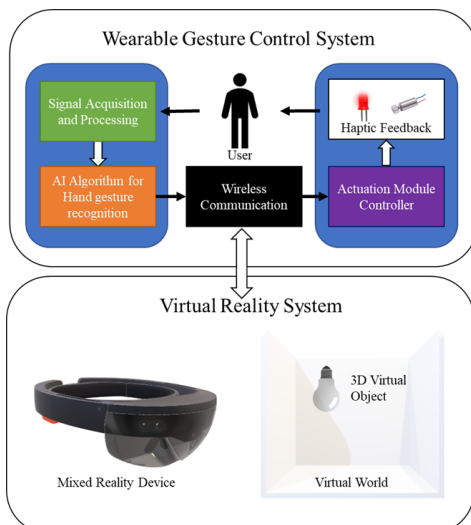 Wearable Gesture Control System
Signal Acquisition
and Processing
User
Haptic Feedback
AI Algorithm for
Hand gesture
recognition
Wireless
Communication
Actuation Module
Controller
Virtual Reality System
3D Virtual
Object
Mixed Reality Device
Virtual World